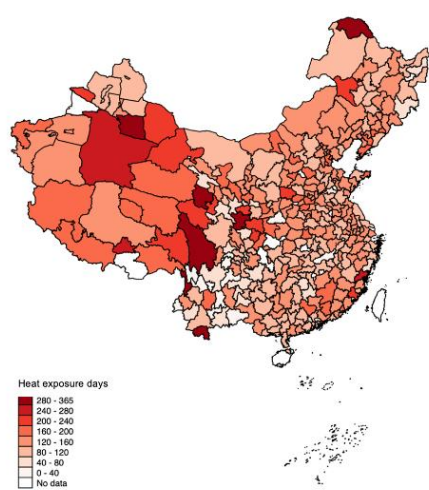 Heat exposure days
280 - 365
240 - 280
200 - 240
160 - 200
120 - 160
80 - 120
40 - 80
0 - 40
No data